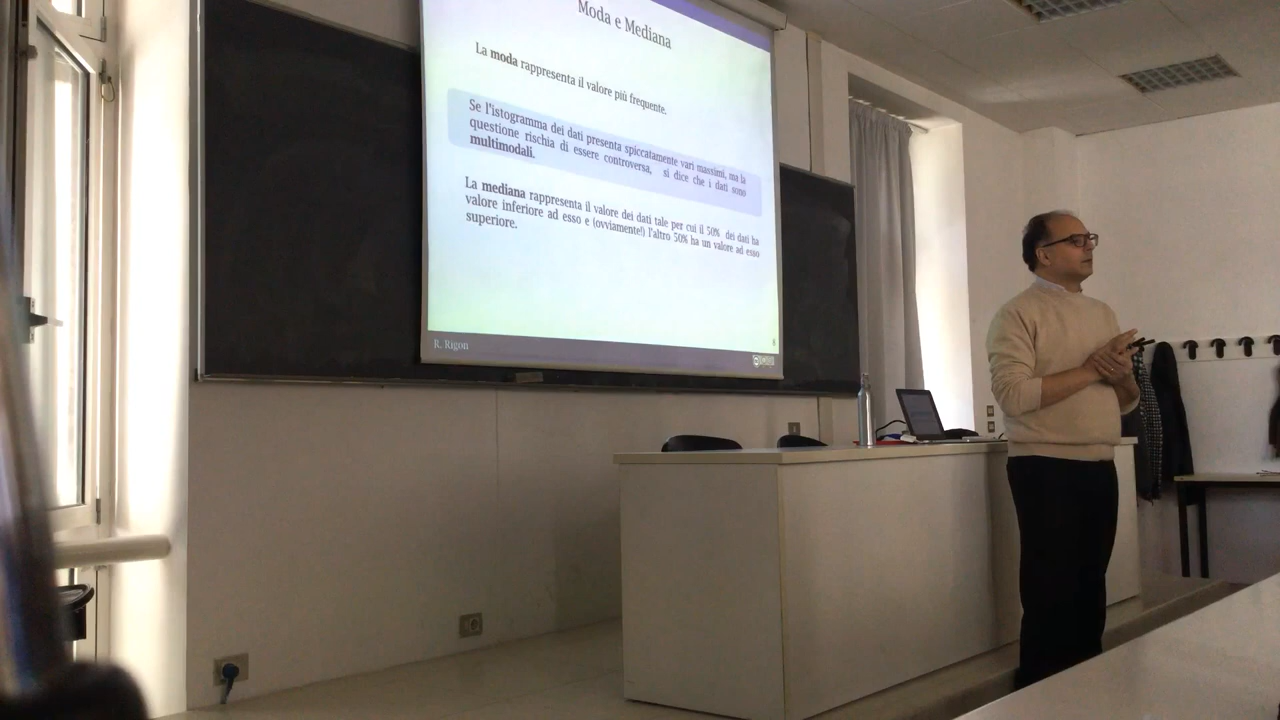 Moda e Mediana
La moda rappresenta il valore più frequente.
Se l'istogramma dei dati presenta spiccatamente vari massimi, ma la
questione rischia di essere controversa, si dice che i dati sono
multimodali.
La mediana rappresenta il valore dei dati tale per cui il 50% dei dati ha
valore inferiore ad esso e (ovviamente!) l'altro 50% ha un valore ad esso
superiore.
R. Rigon